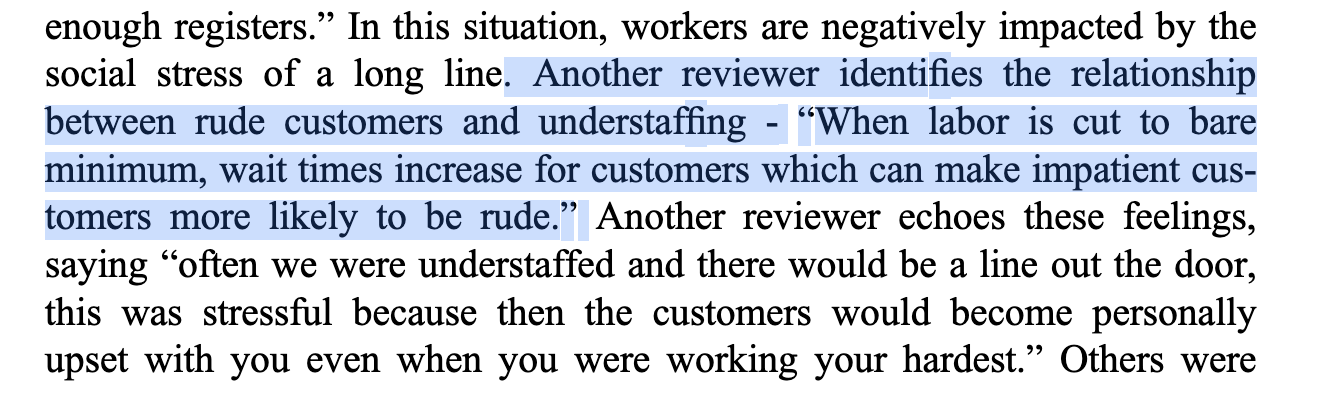 enough registers.” In this situation, workers are negatively impacted by the
social stress of a long line. Another reviewer identifies the relationship
between rude customers and understaffing - “When labor is cut to bare
minimum, wait times increase for customers which can make impatient cus-
tomers more likely to be rude.” Another reviewer echoes these feelings,
saying “often we were understaffed and there would be a line out the door,
this was stressful because then the customers would become personally
upset with you even when you were working your hardest.” Others were